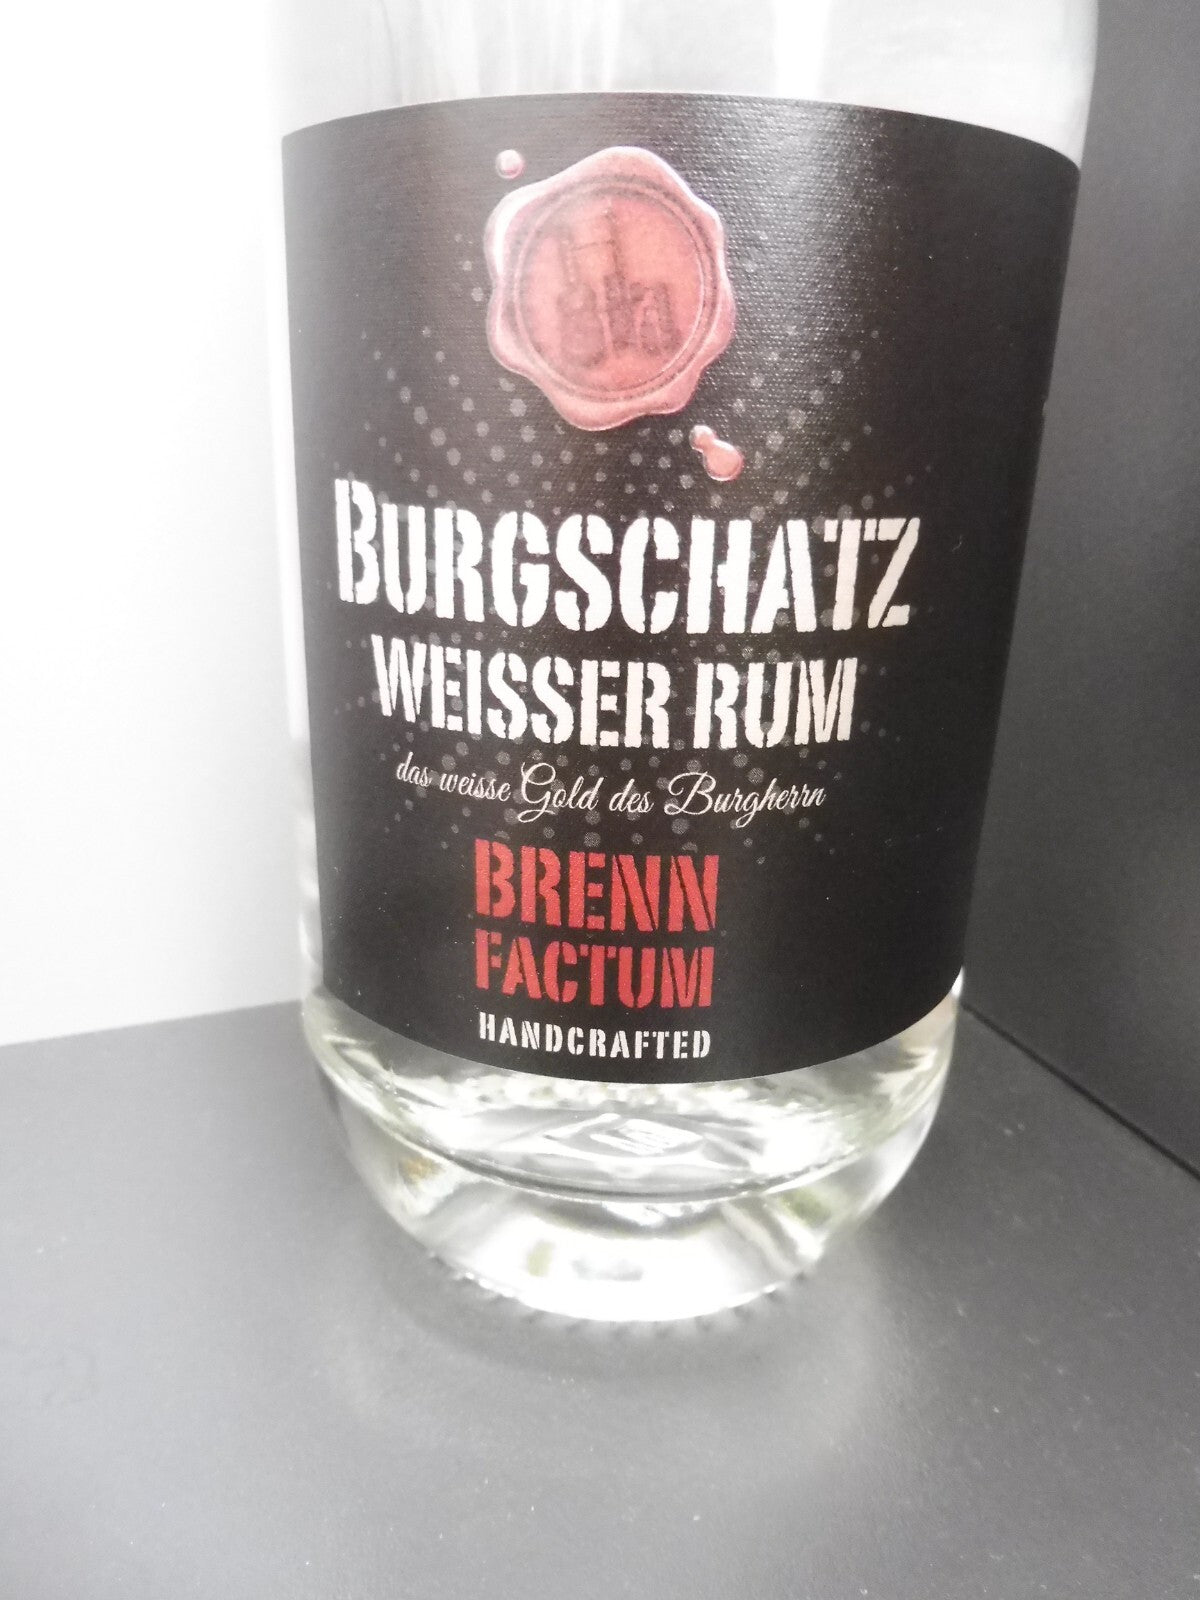 BURGSCHATZ
WEISSER RUM
das weisse Gold des Burgherrn
BRENN
FACTUM
HANDCRAFTED